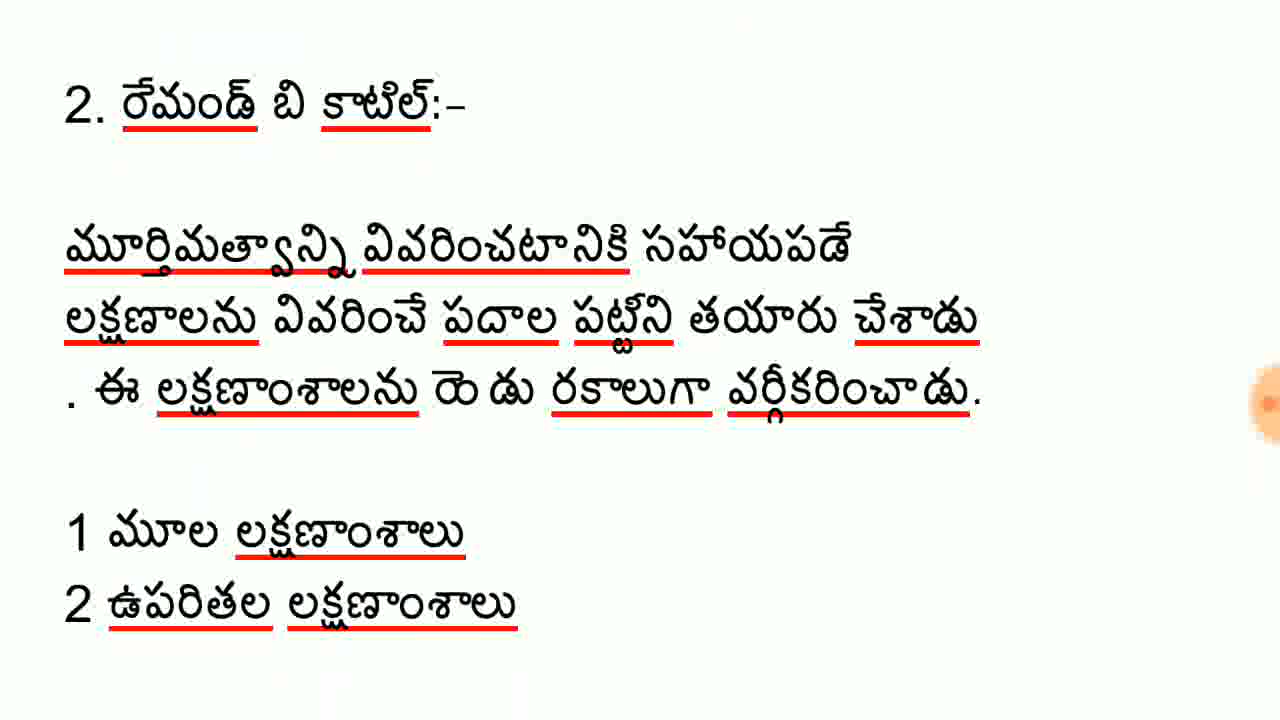 2. రేమండ్ బి కాటిల్:-
మూర్తిమత్వాన్ని వివరించటానికి సహాయపడే
లక్షణాలను వివరించే పదాల పట్టీని తయారు చేశాడు
. ఈ లక్షణాంశాలను రెండు రకాలుగా వర్గీకరించాడు.
1 మూల లక్షణాంశాలు
2 ఉపరితల లక్షణాంశాలు